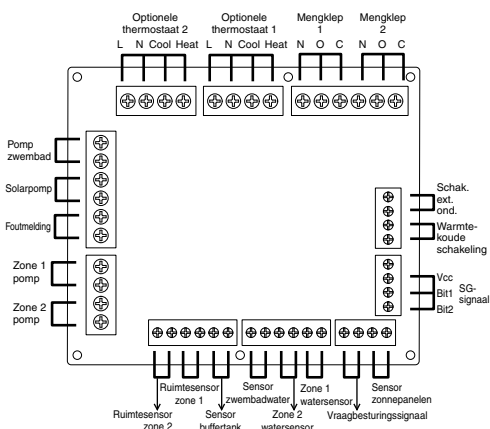 Optionele Optionele Mengklep Mengklep
thermostaat 2 thermostaat 1 1 2
L N Cool Heat L N Cool Heat N O C N O C
Pomp
zwembad
Solarpomp
Foutmelding
Zone 1
pomp
Zone 2
pomp
Schak.
ext.
ond.
Warmte-
koude
schakeling
Vcc
Bit1
Bit2
SG-
signaal
Ruimtesensor
zone 1
Sensor
zwembadwater
Zone 1
watersensor
Sensor
zonnepanelen
Ruimtesensor
zone 2
Sensor
buffertank
Zone 2
watersensor
Vraagbesturingssignaal